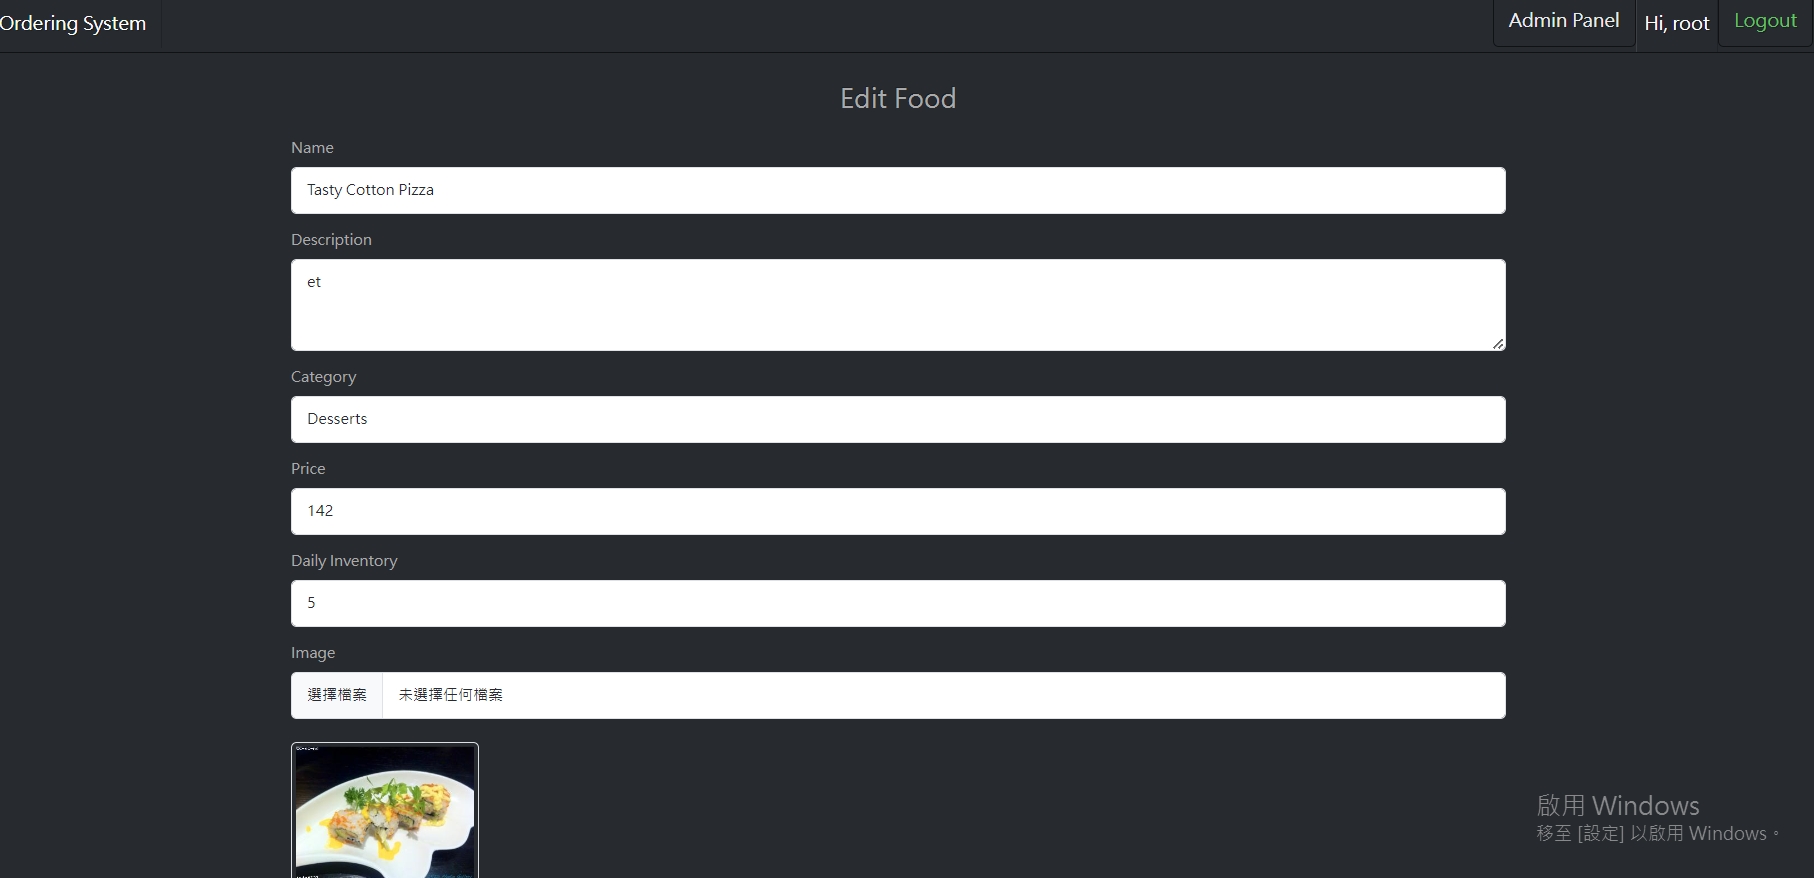 Ordering System
Admin Panel
Hi, root
Logout
Edit Food
Name
Tasty Cotton Pizza
Description
et
Category
Desserts
Price
142
Daily Inventory
5
Image
選擇檔案 未選擇任何檔案
啟用 Windows
移至 [設定] 以啟用 Windows。